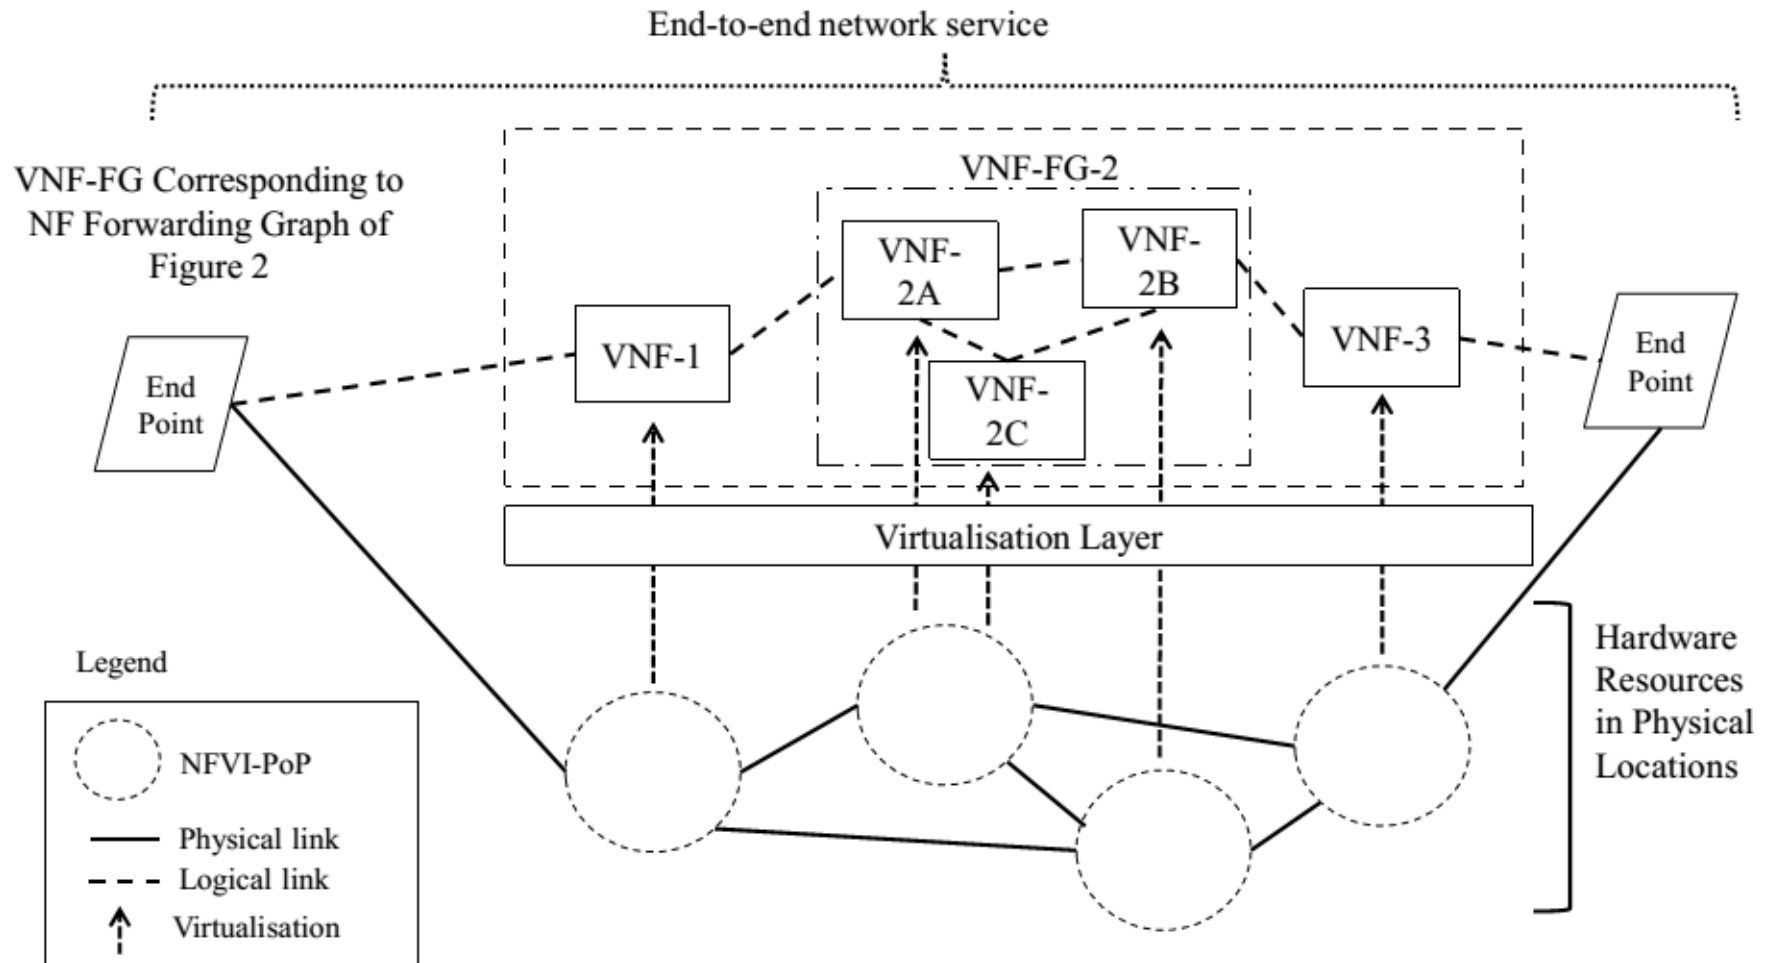 End-to-end network service
VNF-FG Corresponding to
NF Forwarding Graph of
Figure 2
VNF-FG-2
VNF-
2A
VNF-
2B
VNF-1
VNF-
2C
VNF-3
End
Point
End
Point
Virtualisation Layer
Hardware
Resources
in Physical
Locations
Legend
NFVI-PoP
Physical link
Logical link
Virtualisation